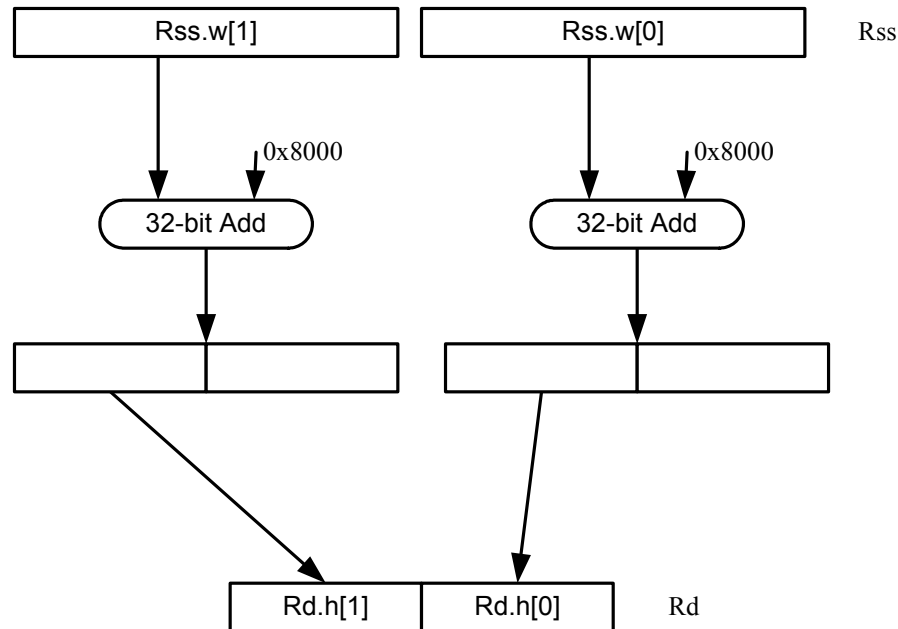 Rss.w[1] Rss.w[0] Rss
0x8000 0x8000
32-bit Add 32-bit Add
Rd.h[1] Rd.h[0] Rd